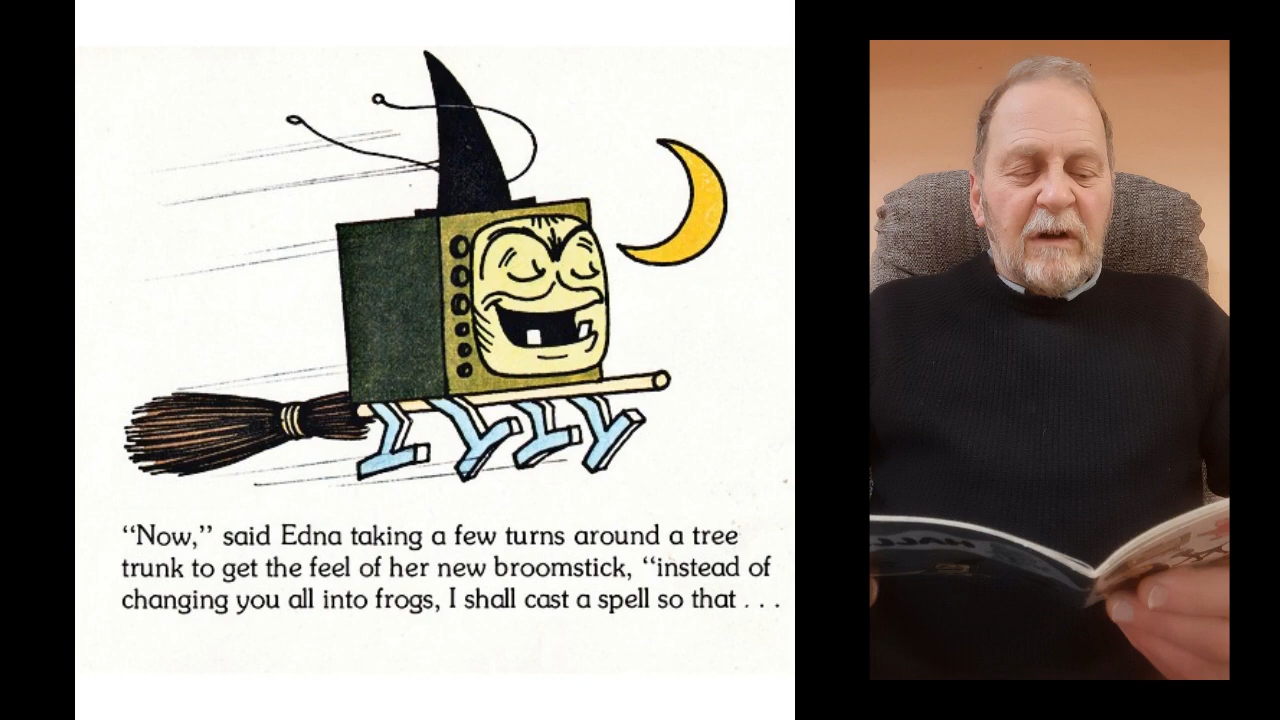 “Now,” said Edna taking a few turns around a tree
trunk to get the feel of her new broomstick, “instead of
changing you all into frogs, I shall cast a spell so that . . .